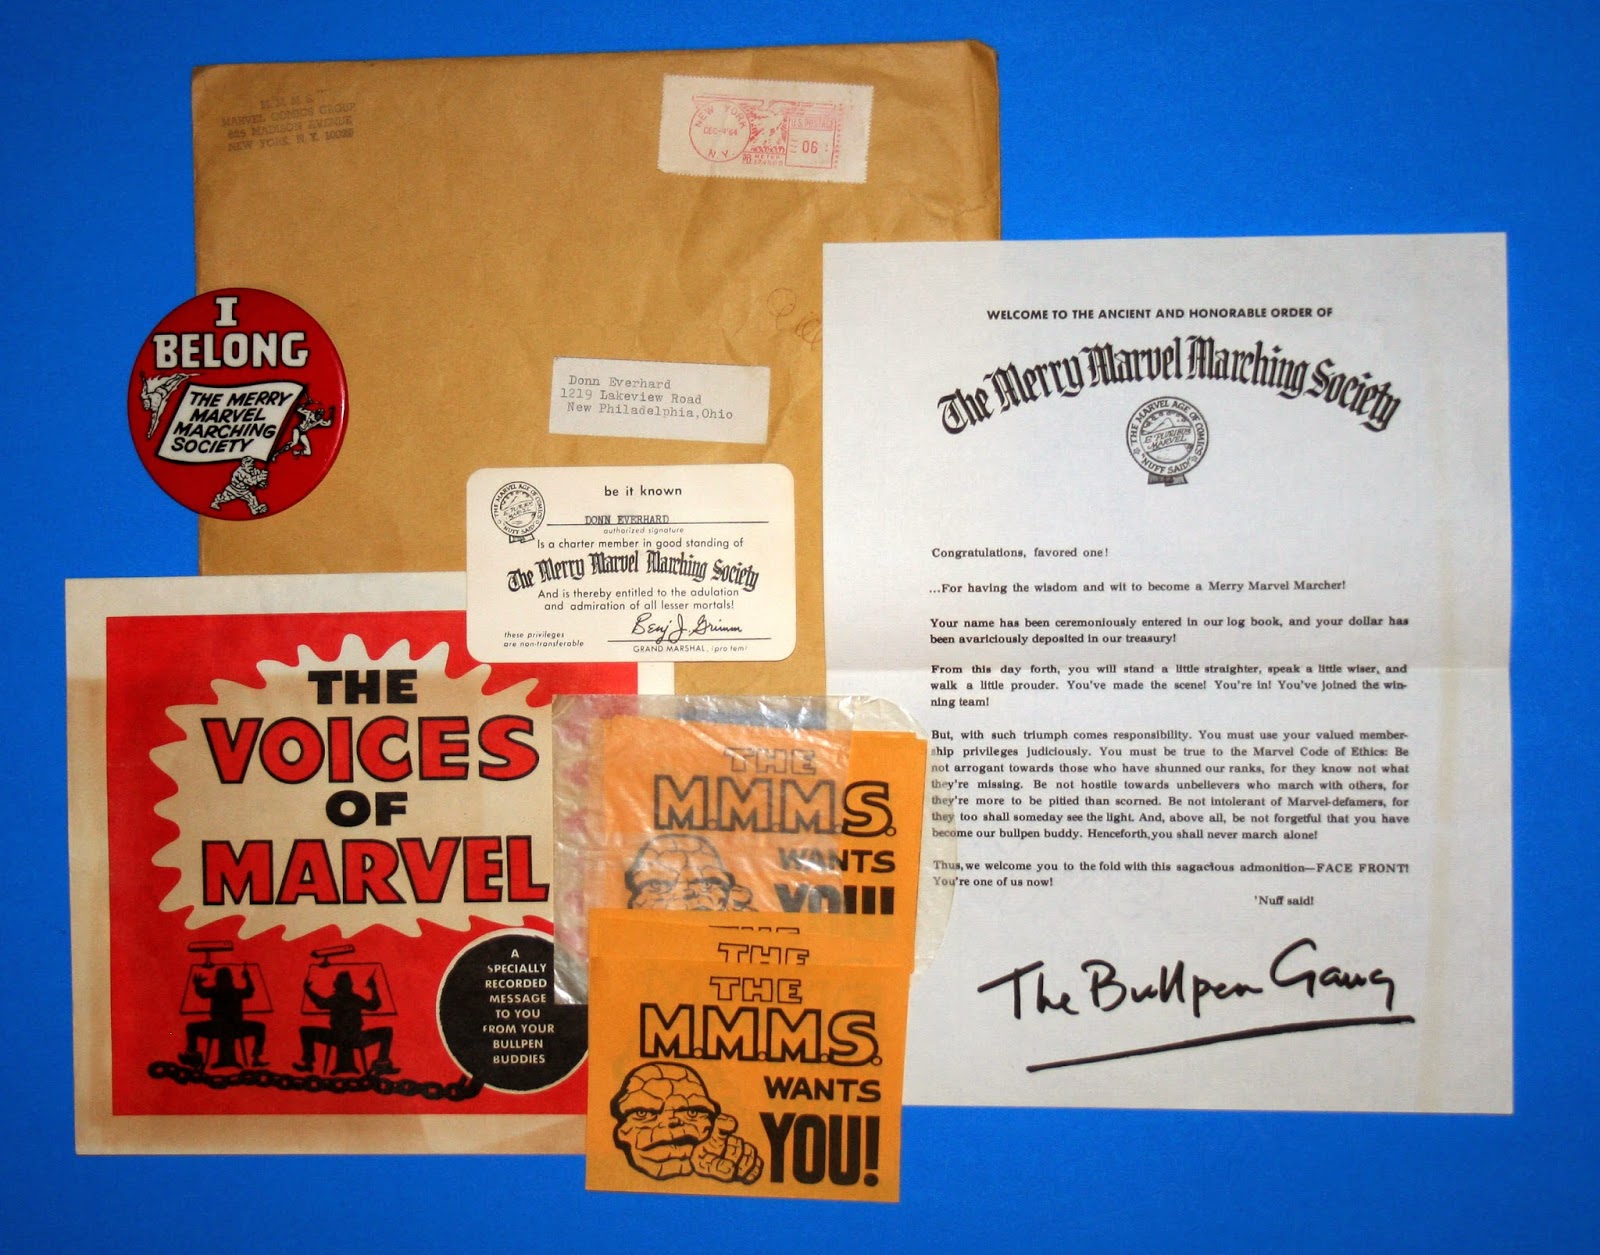 M M M S
MARVEL COMICS GROUP
625 MADISON AVENUE
NEW YORK, N.Y. 10022
NEW YORK
DEC-4'64
N.Y.
U.S. POSTAGE
06
Donn Everhard
1219 Lakeview Road
New Philadelphia, Ohio
I
BELONG
THE MERRY
MARVEL
MARCHING
SOCIETY
be it known
THE MARVEL AGE OF COMICS
E PLURIBUS
MARVEL
'NUFF SAID!
DONN EVERHARD
authorized signature
Is a charter member in good standing of
The Merry Marvel Marching Society
And is thereby entitled to the adulation
and admiration of all lesser mortals!
these privileges
are non-transferable
Benj J. Grimm
GRAND MARSHAL, (pro tem)
THE
VOICES
OF
MARVEL
A
SPECIALLY
RECORDED
MESSAGE
TO YOU
FROM YOUR
BULLPEN
BUDDIES
THE
M.M.M.S.
WANTS
YOU!!!
THE
THE
THE
M.M.M.S.
WANTS
YOU!
WELCOME TO THE ANCIENT AND HONORABLE ORDER OF
The Merry Marvel Marching Society
THE MARVEL AGE OF COMICS
E PLURIBUS
MARVEL
'NUFF SAID!
Congratulations, favored one!
...For having the wisdom and wit to become a Merry Marvel Marcher!
Your name has been ceremoniously entered in our log book, and your dollar has
been avariciously deposited in our treasury!
From this day forth, you will stand a little straighter, speak a little wiser, and
walk a little prouder. You've made the scene! You're in! You've joined the win-
ning team!
But, with such triumph comes responsibility. You must use your valued member-
ship privileges judiciously. You must be true to the Marvel Code of Ethics: Be
not arrogant towards those who have shunned our ranks, for they know not what
they're missing. Be not hostile towards unbelievers who march with others, for
they're more to be pitied than scorned. Be not intolerant of Marvel-defamers, for
they too shall someday see the light. And, above all, be not forgetful that you have
become our bullpen buddy. Henceforth, you shall never march alone!
Thus, we welcome you to the fold with this sagacious admonition—FACE FRONT!
You're one of us now!
'Nuff said!
The Bullpen Gang